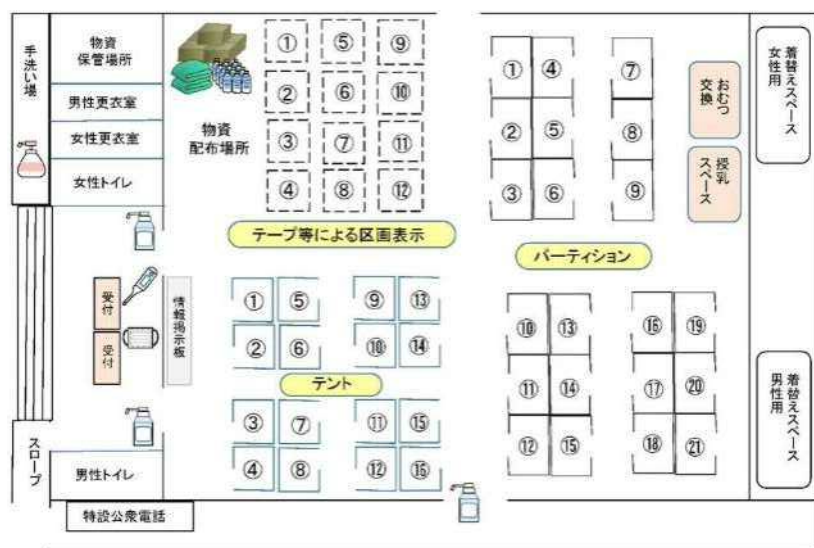 手洗い場
物資
保管場所
男性更衣室
女性更衣室
女性トイレ
物資
配布場所
① ⑤ ⑨
② ⑥ ⑩
③ ⑦ ⑪
④ ⑧ ⑫
テープ等による区画表示
① ④ ⑦
② ⑤ ⑧
③ ⑥ ⑨
パーティション
おむつ
交換
授乳
スペース
着替えスペース
女性用
受付
受付
情報掲示板
① ⑤ ⑨ ⑬
② ⑥ ⑩ ⑭
テント
③ ⑦ ⑪ ⑮
④ ⑧ ⑫ ⑯
⑩ ⑬ ⑯ ⑲
⑪ ⑭ ⑰ ⑳
⑫ ⑮ ⑱ ㉑
着替えスペース
男性用
スロープ
男性トイレ
特設公衆電話